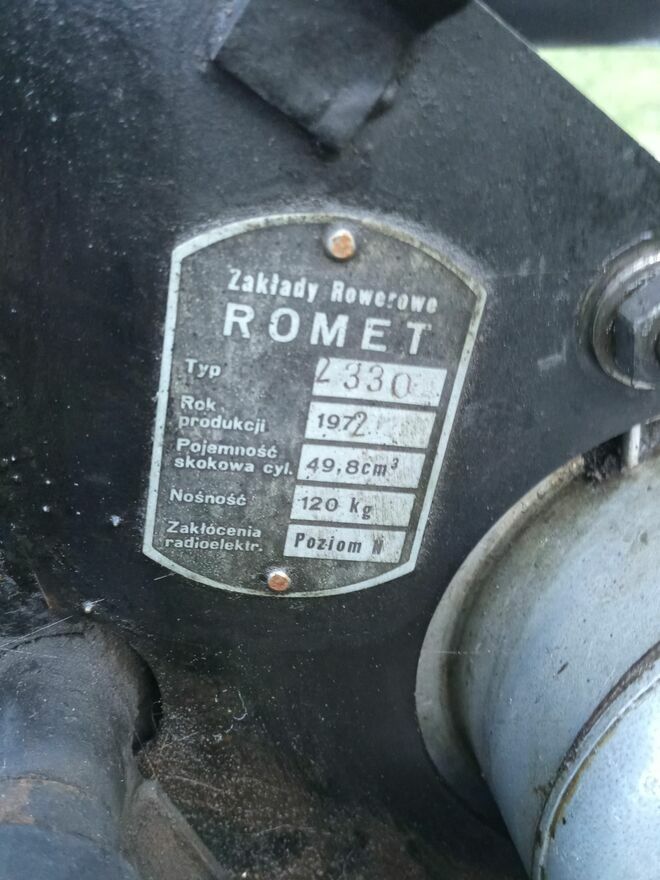 Zakłady Rowerowe
ROMET
Typ 2330
Rok
produkcji 1972
Pojemność
skokowa cyl. 49,8cm³
Nośność 120 kg
Zakłócenia
radioelektr. Poziom N